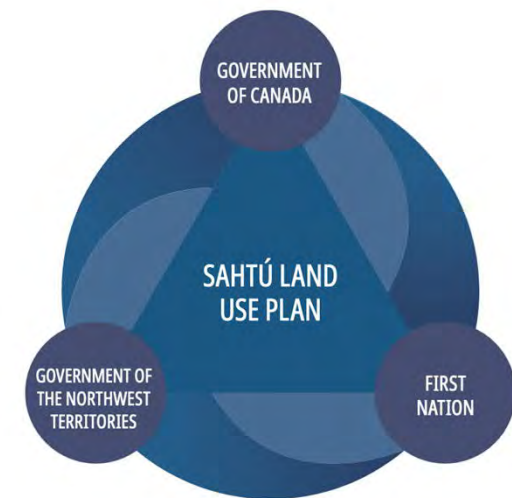 GOVERNMENT
OF CANADA
SAHTÚ LAND
USE PLAN
GOVERNMENT OF
THE NORTHWEST
TERRITORIES
FIRST
NATION